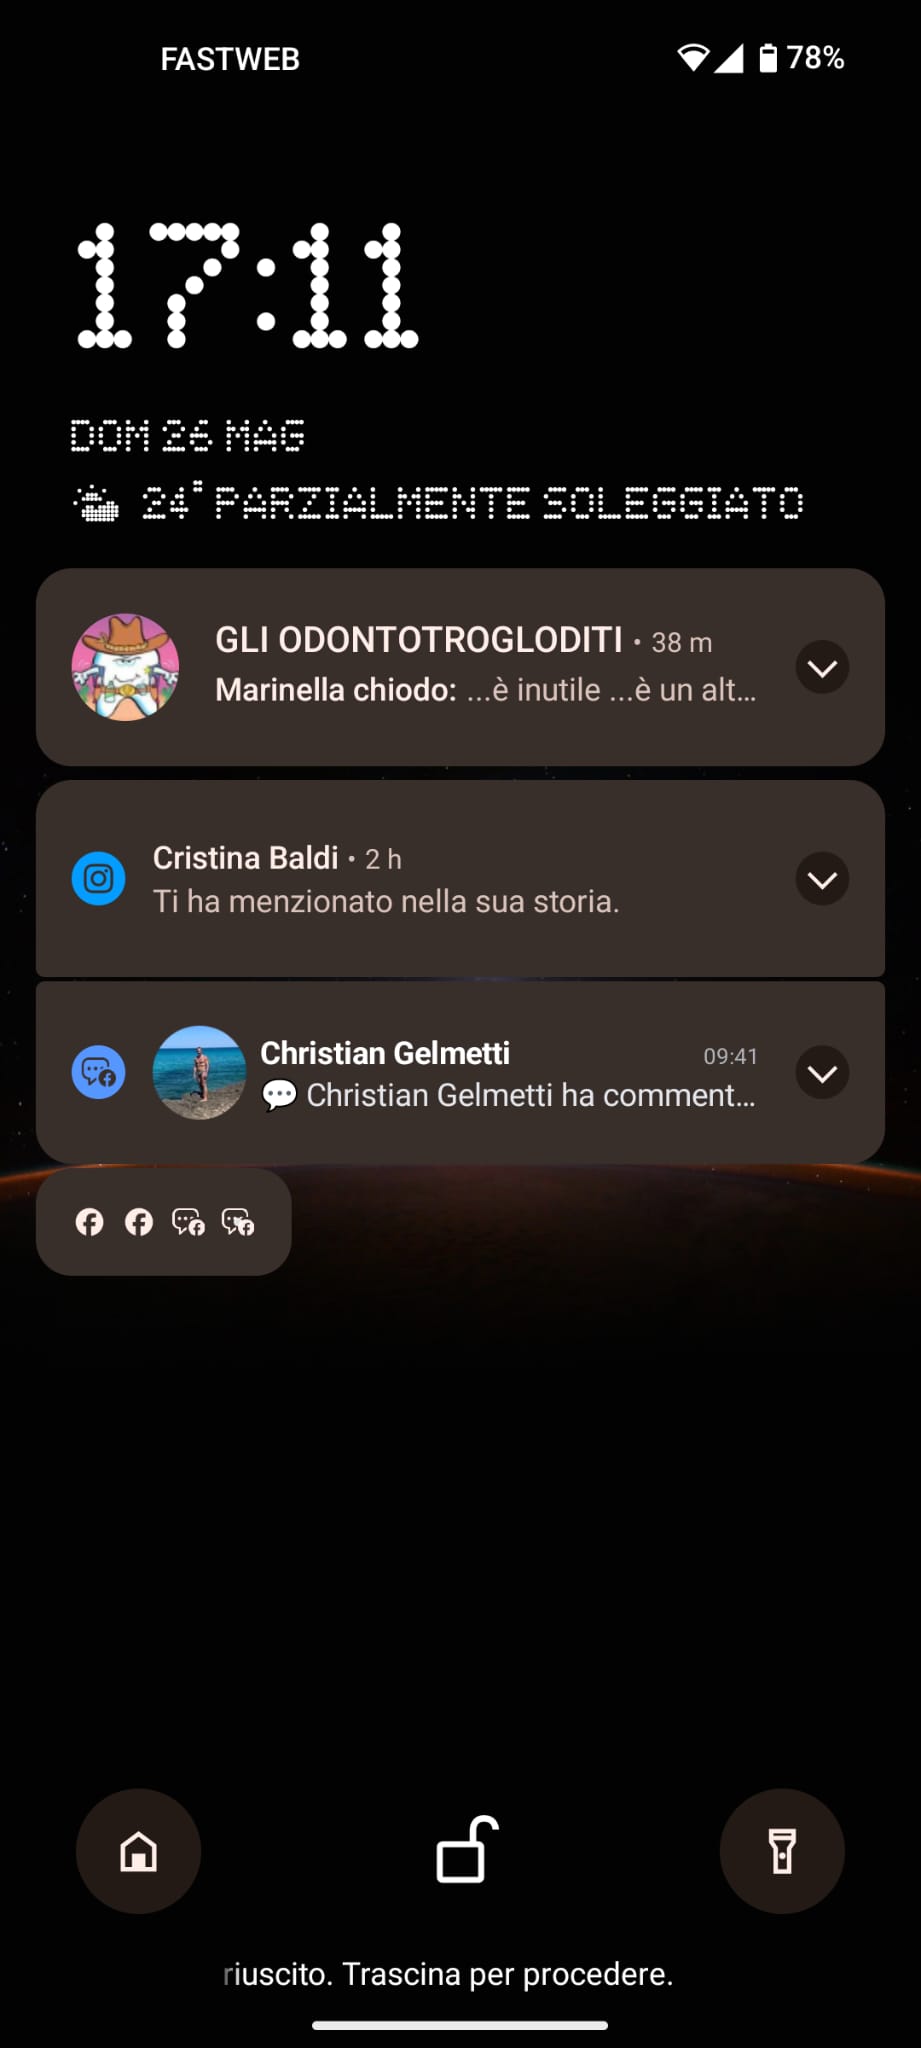 FASTWEB
78%
17:11
DOM 26 MAG
24° PARZIALMENTE SOLEGGIATO
GLI ODONTOTROGLODITI • 38 m
Marinella chiodo: ...è inutile ...è un alt...
Cristina Baldi • 2 h
Ti ha menzionato nella sua storia.
Christian Gelmetti 09:41
💬 Christian Gelmetti ha comment...
riuscito. Trascina per procedere.